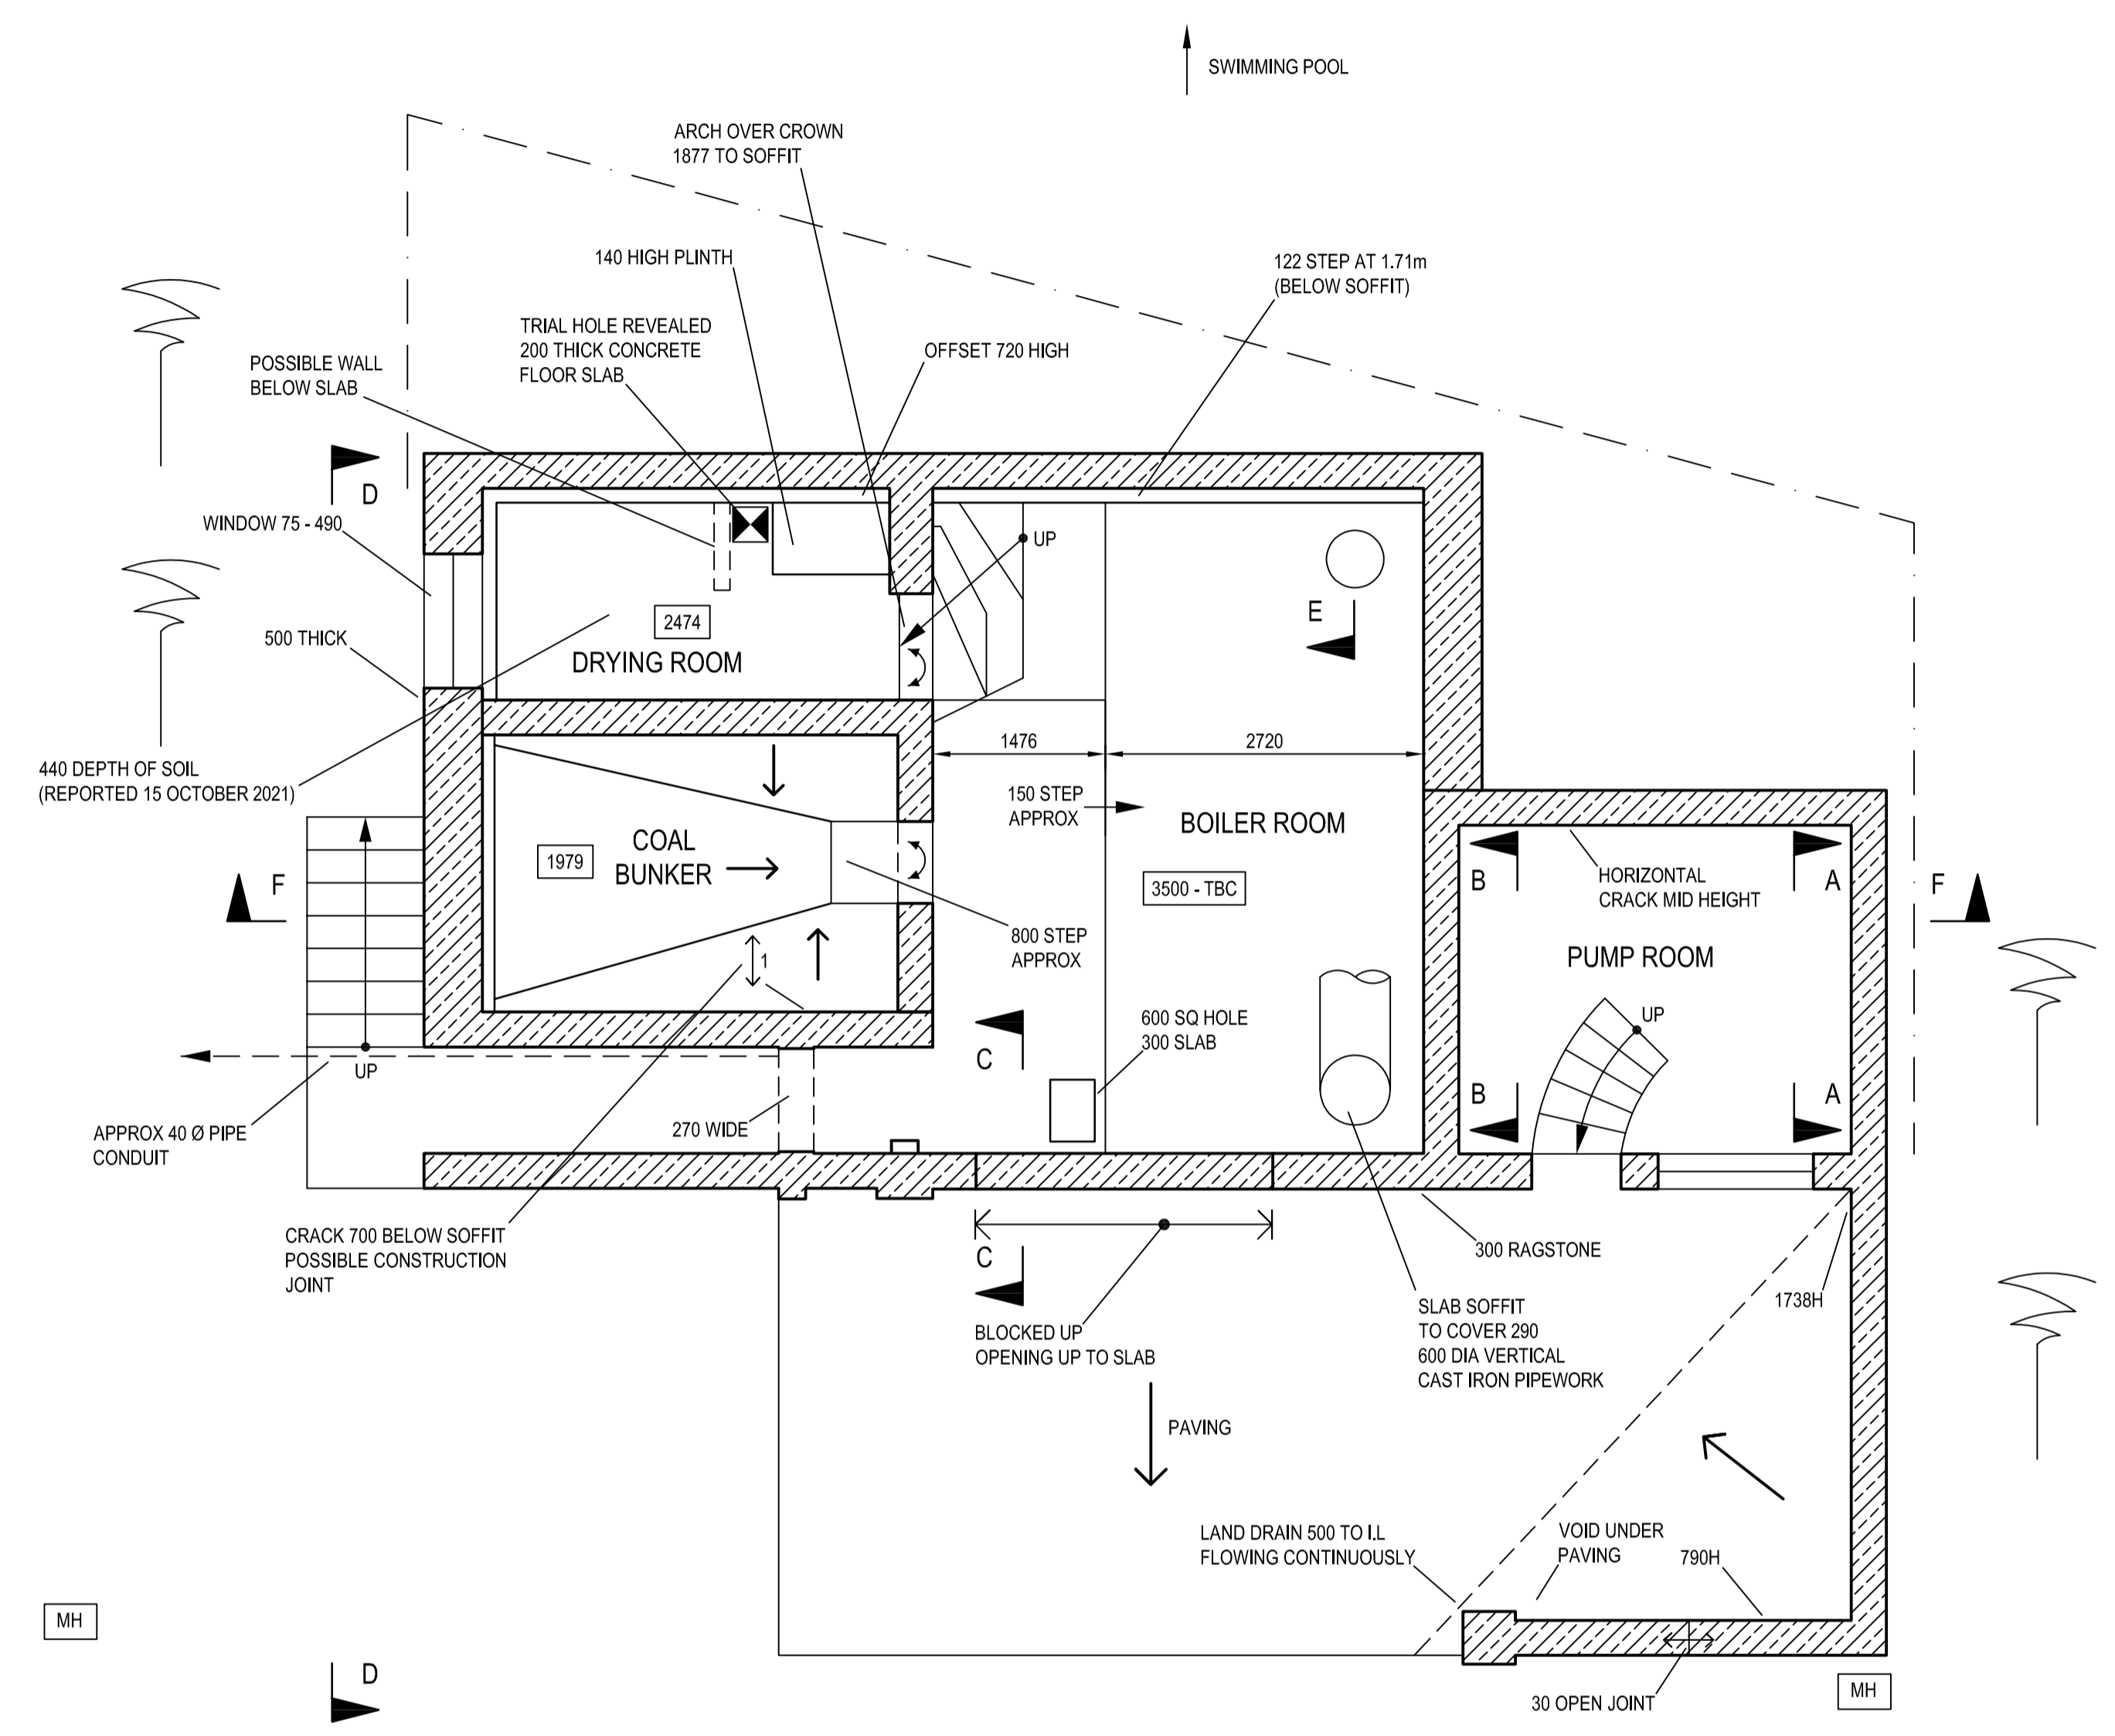 SWIMMING POOL
ARCH OVER CROWN
1877 TO SOFFIT
140 HIGH PLINTH
122 STEP AT 1.71m
(BELOW SOFFIT)
TRIAL HOLE REVEALED
200 THICK CONCRETE
FLOOR SLAB
OFFSET 720 HIGH
POSSIBLE WALL
BELOW SLAB
D
WINDOW 75 - 490
UP
E
2474
DRYING ROOM
500 THICK
1476
2720
440 DEPTH OF SOIL
(REPORTED 15 OCTOBER 2021)
150 STEP
APPROX
BOILER ROOM
COAL
BUNKER
1979
3500 - TBC
F
B
HORIZONTAL
CRACK MID HEIGHT
A
F
800 STEP
APPROX
PUMP ROOM
1
600 SQ HOLE
300 SLAB
UP
C
UP
B
A
APPROX 40 Ø PIPE
CONDUIT
270 WIDE
CRACK 700 BELOW SOFFIT
POSSIBLE CONSTRUCTION
JOINT
C
300 RAGSTONE
1738H
SLAB SOFFIT
TO COVER 290
600 DIA VERTICAL
CAST IRON PIPEWORK
BLOCKED UP
OPENING UP TO SLAB
PAVING
LAND DRAIN 500 TO I.L
FLOWING CONTINUOUSLY
VOID UNDER
PAVING
790H
MH
D
30 OPEN JOINT
MH